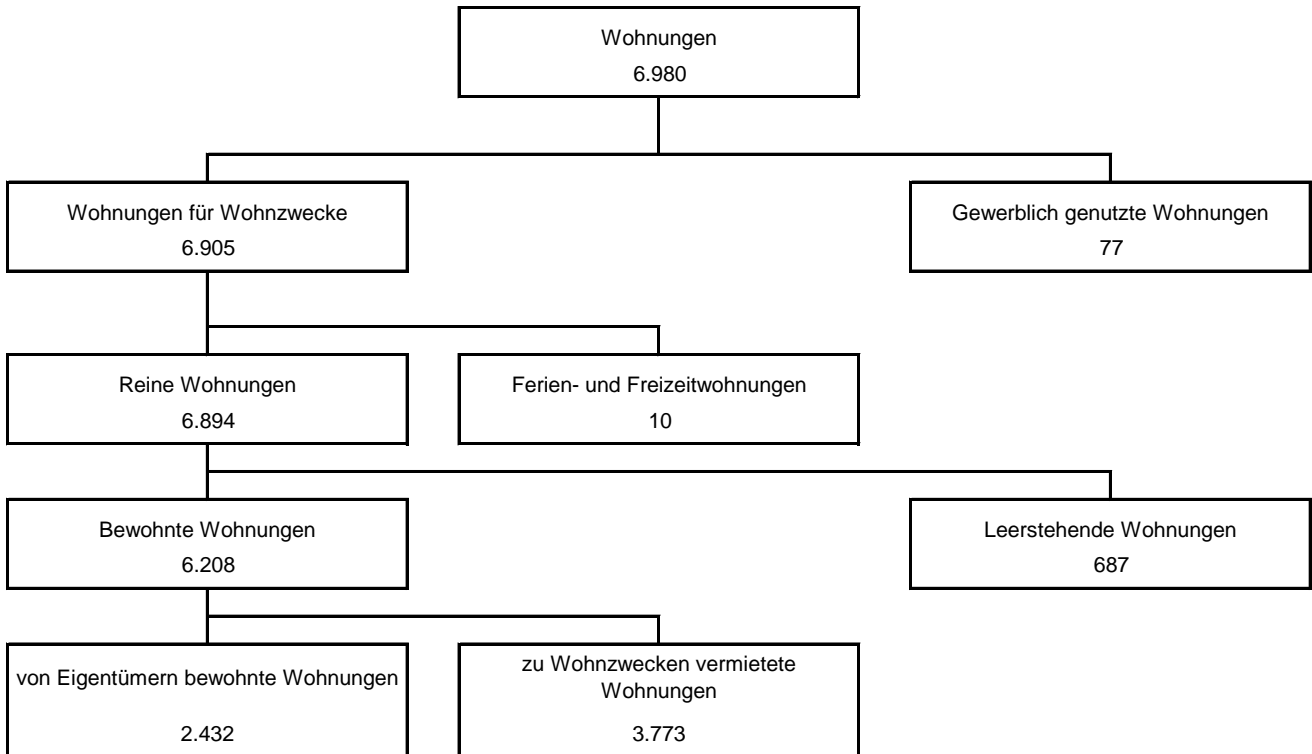 Wohnungen
6.980
Wohnungen für Wohnzwecke
6.905
Gewerblich genutzte Wohnungen
77
Reine Wohnungen
6.894
Ferien- und Freizeitwohnungen
10
Bewohnte Wohnungen
6.208
Leerstehende Wohnungen
687
von Eigentümern bewohnte Wohnungen
2.432
zu Wohnzwecken vermietete
Wohnungen
3.773